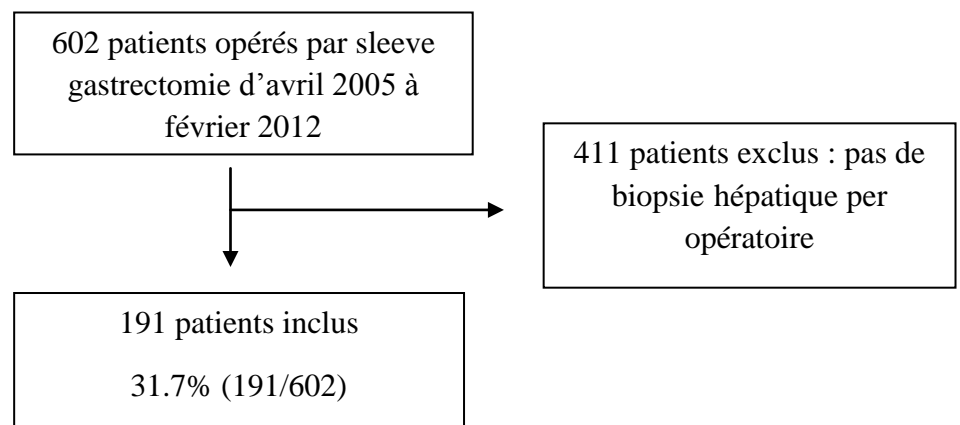 602 patients opérés par sleeve
gastrectomie d’avril 2005 à
février 2012
411 patients exclus : pas de
biopsie hépatique per
opératoire
191 patients inclus
31.7% (191/602)